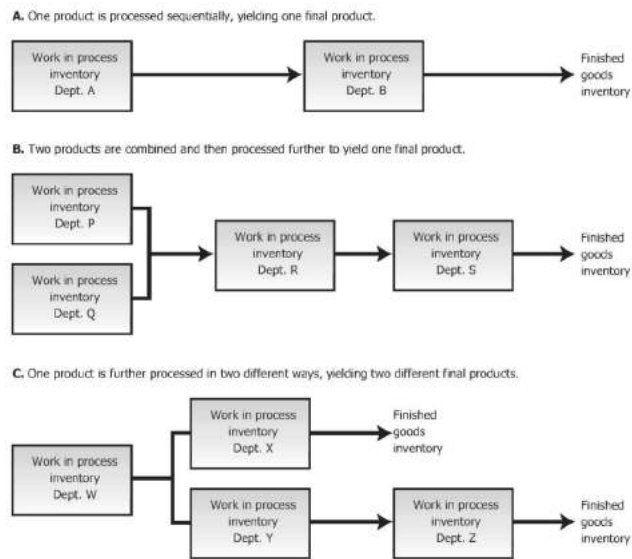 A. One product is processed sequentially, yielding one final product.
Work in process
inventory
Dept. A
Work in process
inventory
Dept. B
Finished
goods
inventory
B. Two products are combined and then processed further to yield one final product.
Work in process
inventory
Dept. P
Work in process
inventory
Dept. Q
Work in process
inventory
Dept. R
Work in process
inventory
Dept. S
Finished
goods
inventory
C. One product is further processed in two different ways, yielding two different final products.
Work in process
inventory
Dept. W
Work in process
inventory
Dept. X
Finished
goods
inventory
Work in process
inventory
Dept. Y
Work in process
inventory
Dept. Z
Finished
goods
inventory